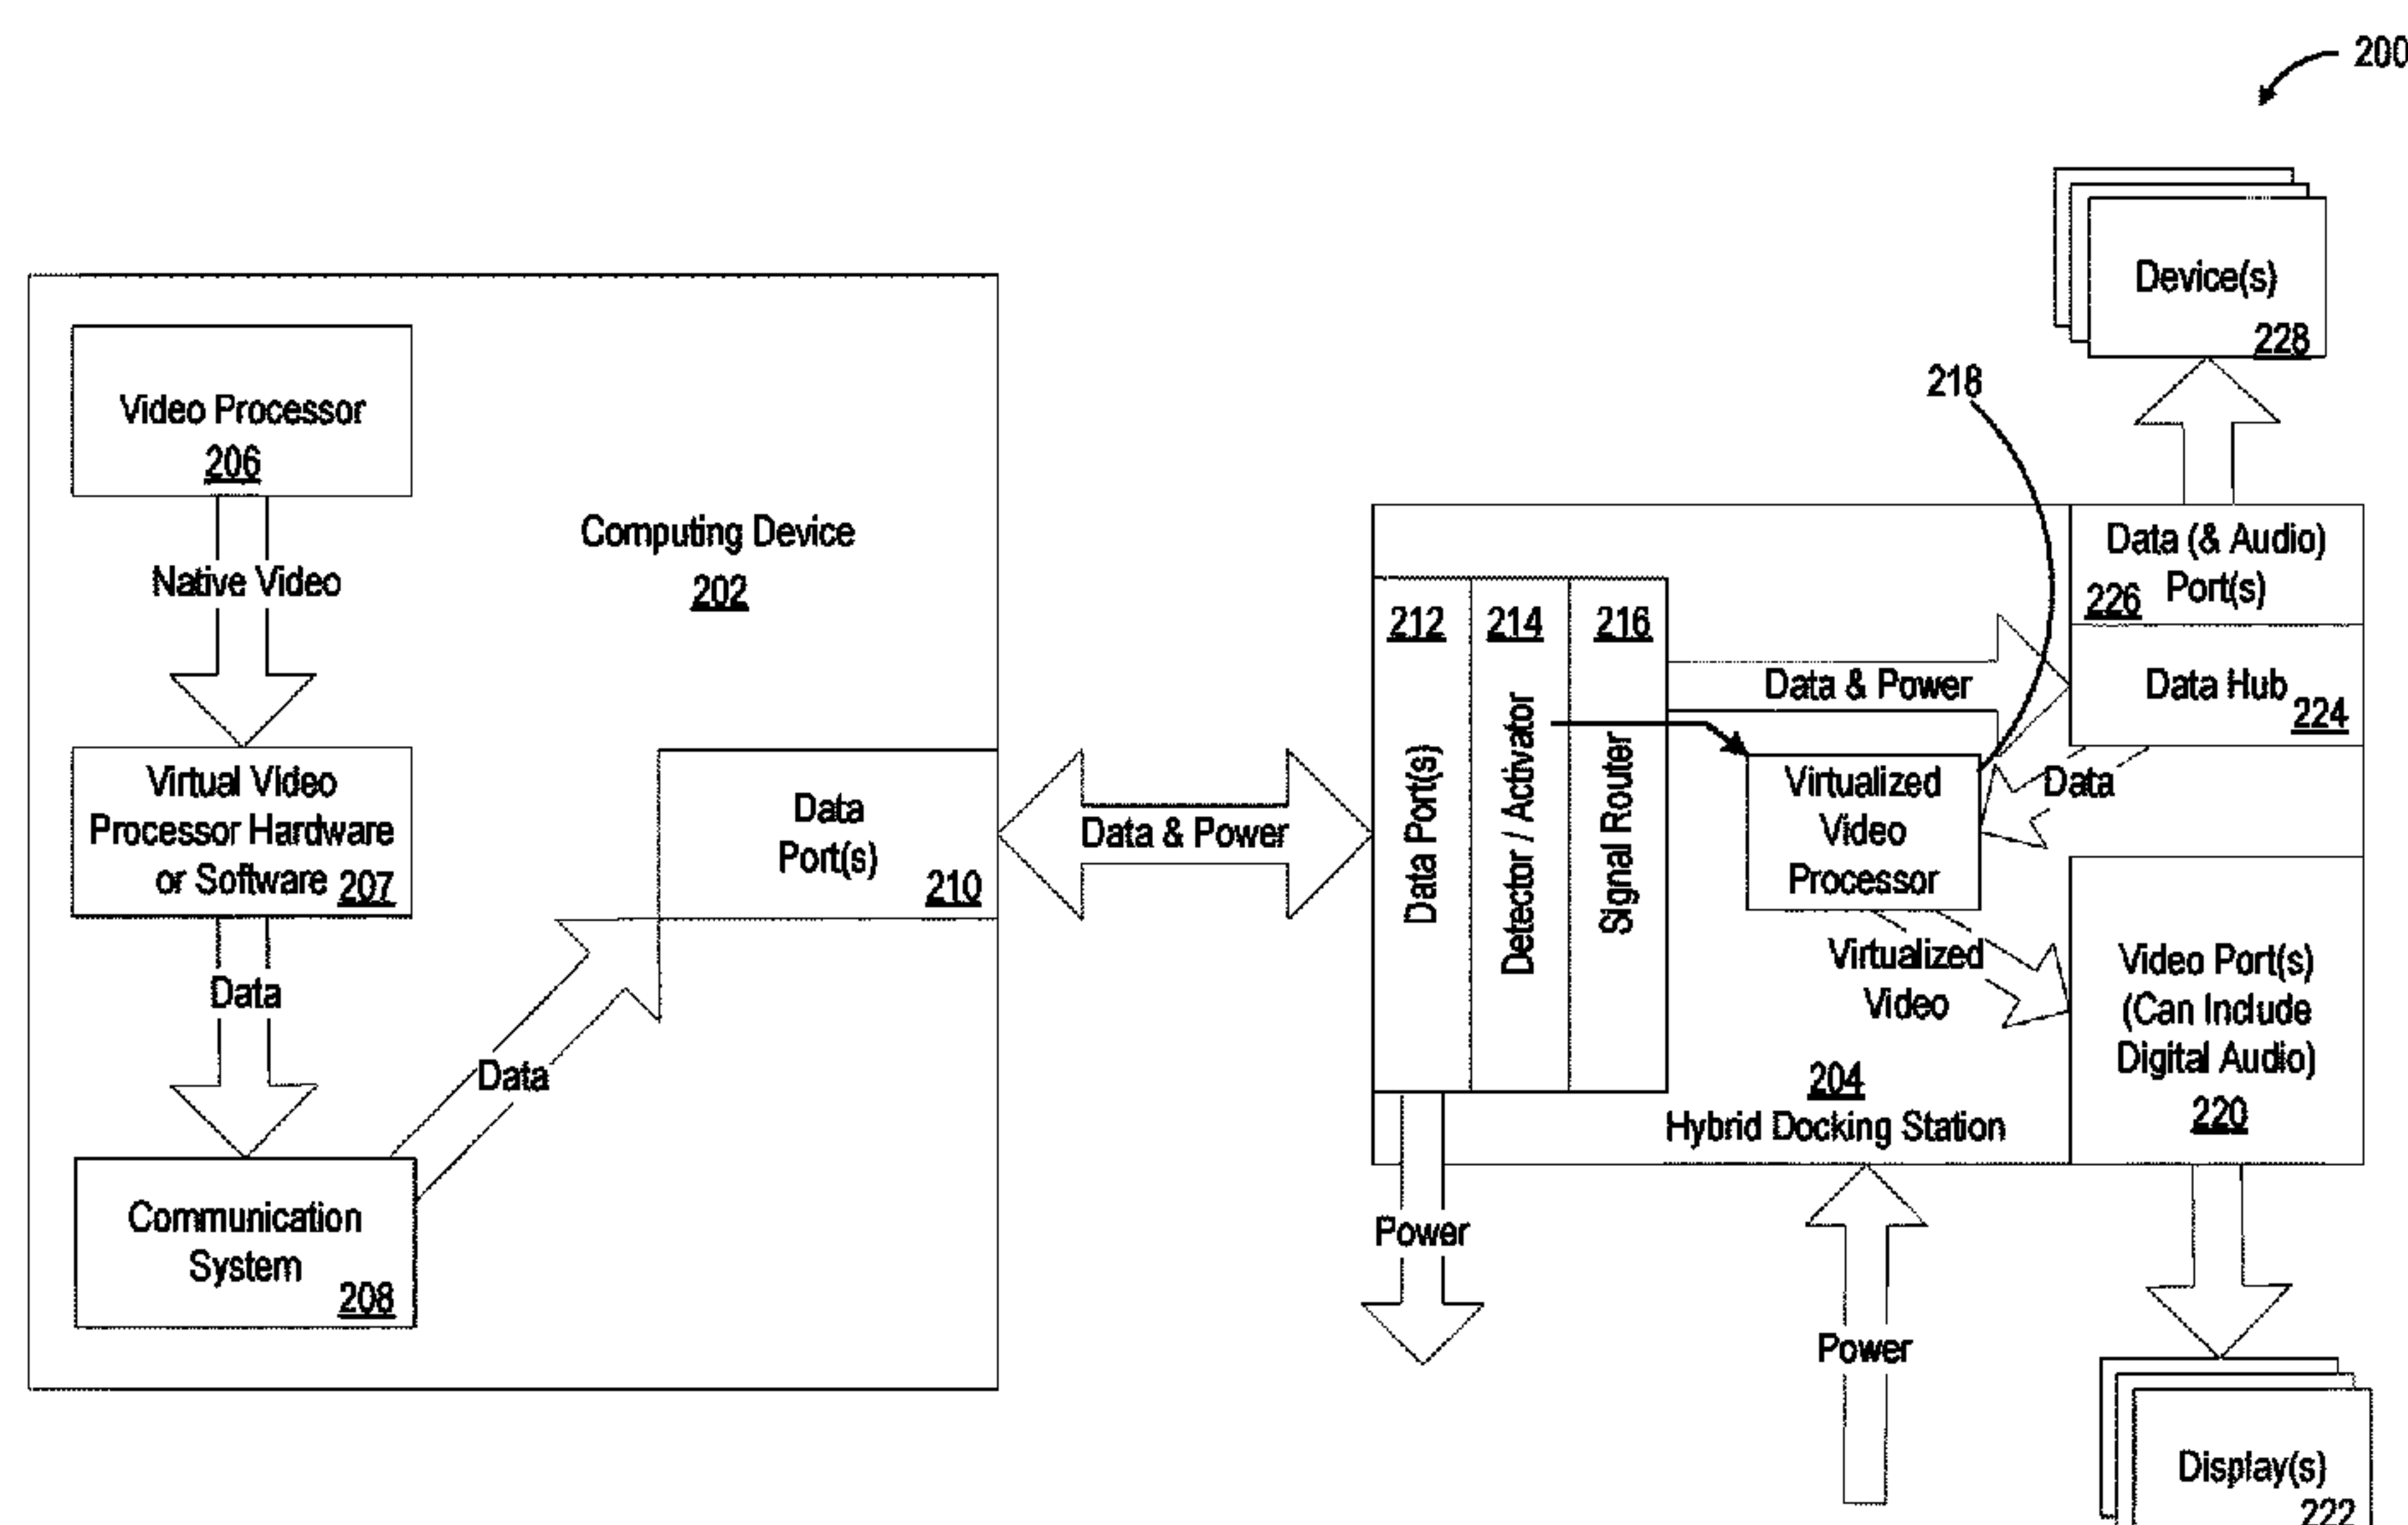 200
Device(s)
228
218
Video Processor
206
Native Video
Computing Device
202
Virtual Video
Processor Hardware
or Software 207
Data
Data
Communication
System
208
Data
Port(s)
210
Data & Power
212
Data Port(s)
214
Detector / Activator
216
Signal Router
Data & Power
Data (& Audio)
226 Port(s)
Data Hub
224
Virtualized
Video
Processor
Data
Virtualized
Video
Video Port(s)
(Can Include
Digital Audio)
220
204
Hybrid Docking Station
Power
Power
Display(s)
222